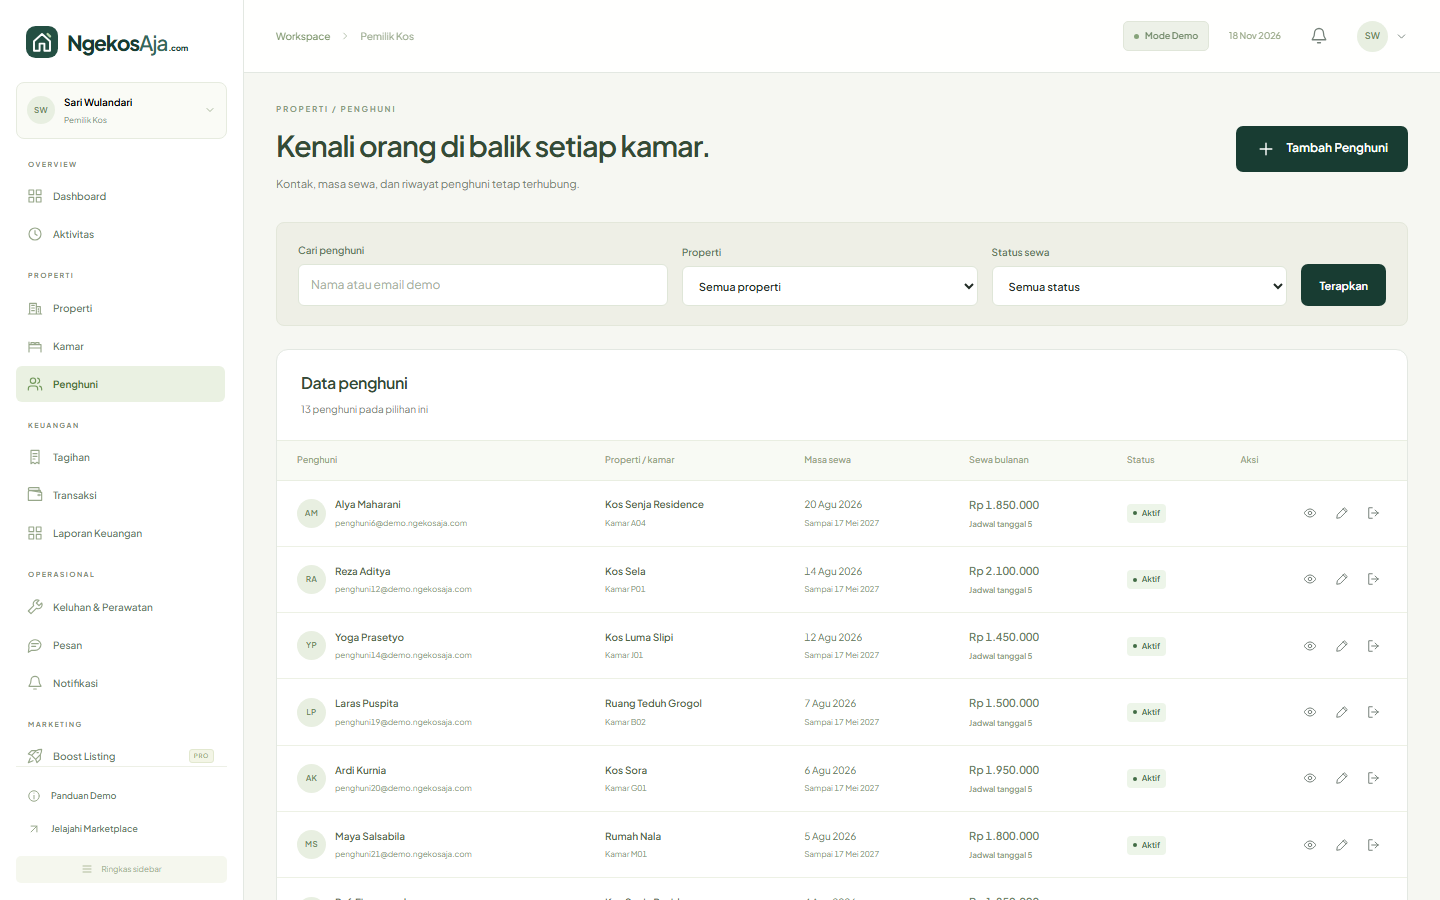 NgekosAja.com
SW
Sari Wulandari
Pemilik Kos
OVERVIEW
Dashboard
Aktivitas
PROPERTI
Properti
Kamar
Penghuni
KEUANGAN
Tagihan
Transaksi
Laporan Keuangan
OPERASIONAL
Keluhan & Perawatan
Pesan
Notifikasi
MARKETING
Boost Listing PRO
Panduan Demo
Jelajahi Marketplace
Ringkas sidebar
Workspace Pemilik Kos
Mode Demo 18 Nov 2026 SW
PROPERTI / PENGHUNI
Kenali orang di balik setiap kamar.
Kontak, masa sewa, dan riwayat penghuni tetap terhubung.
Tambah Penghuni
Cari penghuni Properti Status sewa
Nama atau email demo Semua properti Semua status Terapkan
Data penghuni
13 penghuni pada pilihan ini
Penghuni Properti / kamar Masa sewa Sewa bulanan Status Aksi
AM Alya Maharani Kos Senja Residence 20 Agu 2026 Rp 1.850.000 Aktif
penghuni6@demo.ngekosaja.com Kamar A04 Sampai 17 Mei 2027 Jadwal tanggal 5
RA Reza Aditya Kos Sela 14 Agu 2026 Rp 2.100.000 Aktif
penghuni12@demo.ngekosaja.com Kamar P01 Sampai 17 Mei 2027 Jadwal tanggal 5
YP Yoga Prasetyo Kos Luma Slipi 12 Agu 2026 Rp 1.450.000 Aktif
penghuni14@demo.ngekosaja.com Kamar J01 Sampai 17 Mei 2027 Jadwal tanggal 5
LP Laras Puspita Ruang Teduh Grogol 7 Agu 2026 Rp 1.500.000 Aktif
penghuni19@demo.ngekosaja.com Kamar B02 Sampai 17 Mei 2027 Jadwal tanggal 5
AK Ardi Kurnia Kos Sora 6 Agu 2026 Rp 1.950.000 Aktif
penghuni20@demo.ngekosaja.com Kamar G01 Sampai 17 Mei 2027 Jadwal tanggal 5
MS Maya Salsabila Rumah Nala 5 Agu 2026 Rp 1.800.000 Aktif
penghuni21@demo.ngekosaja.com Kamar M01 Sampai 17 Mei 2027 Jadwal tanggal 5